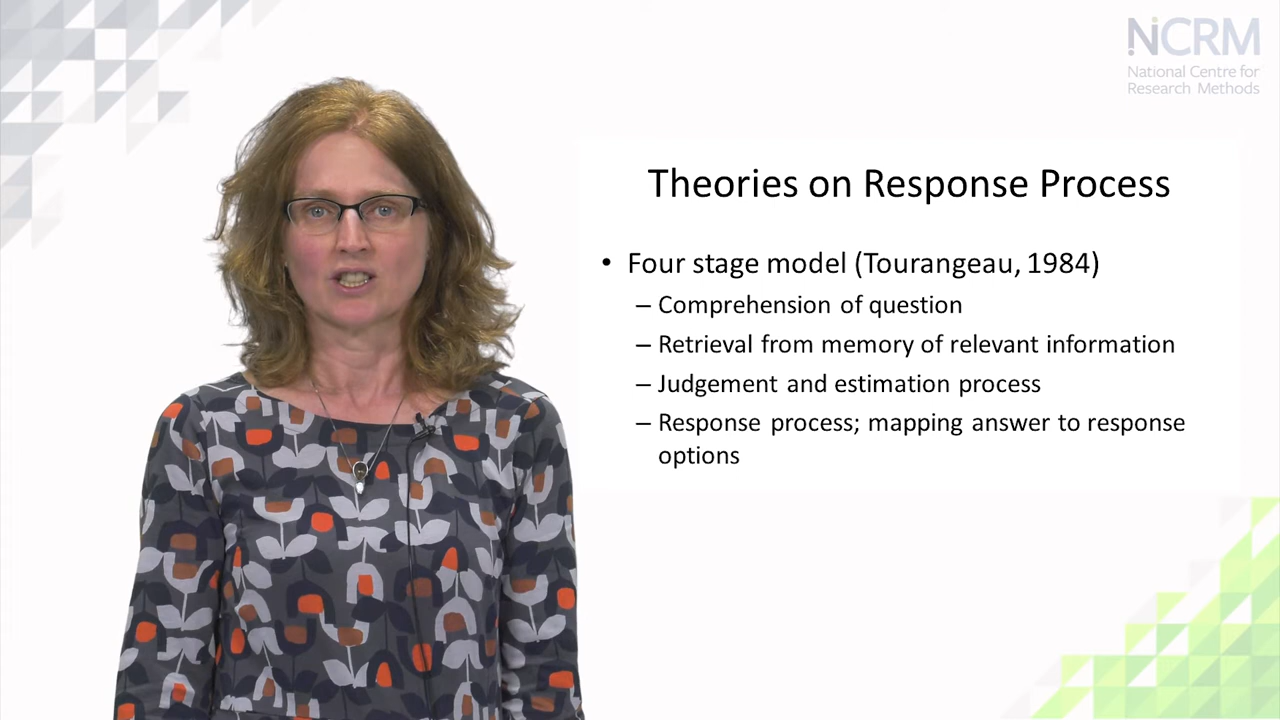 NCRM
National Centre for
Research Methods
Theories on Response Process
• Four stage model (Tourangeau, 1984)
– Comprehension of question
– Retrieval from memory of relevant information
– Judgement and estimation process
– Response process; mapping answer to response
options